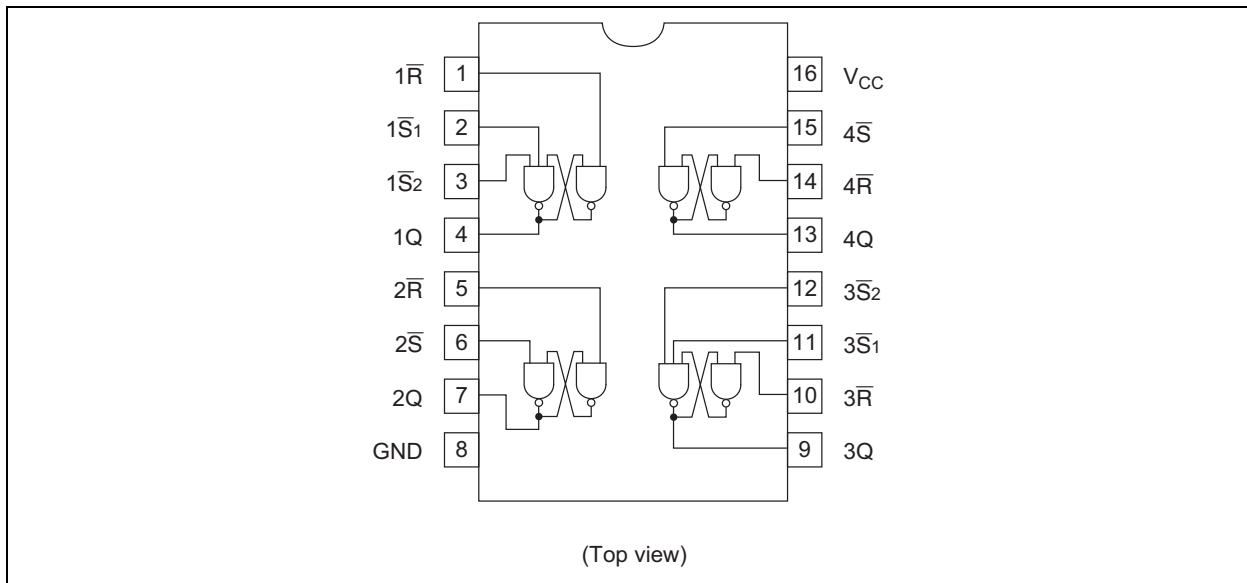 1R̅ 1 16 V_CC
1S̅1 2 15 4S̅
1S̅2 3 14 4R̅
1Q 4 13 4Q
2R̅ 5 12 3S̅2
2S̅ 6 11 3S̅1
2Q 7 10 3R̅
GND 8 9 3Q
(Top view)